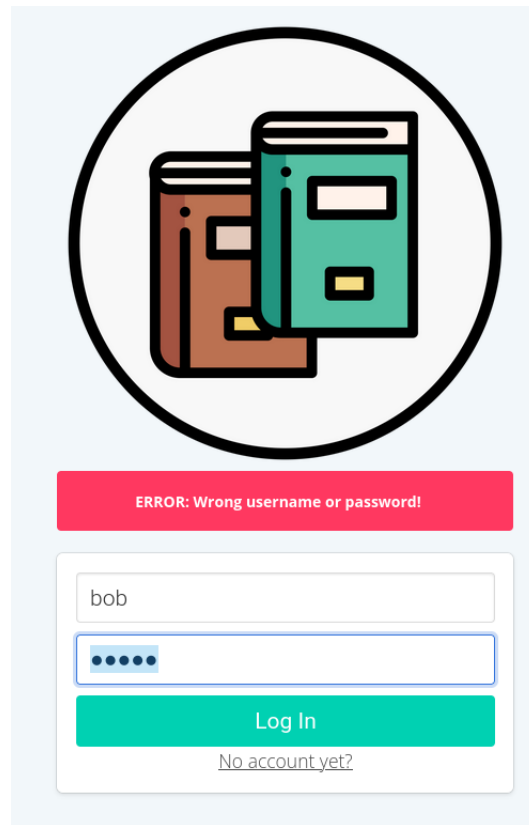 ERROR: Wrong username or password!
bob
●●●●●
Log In
No account yet?